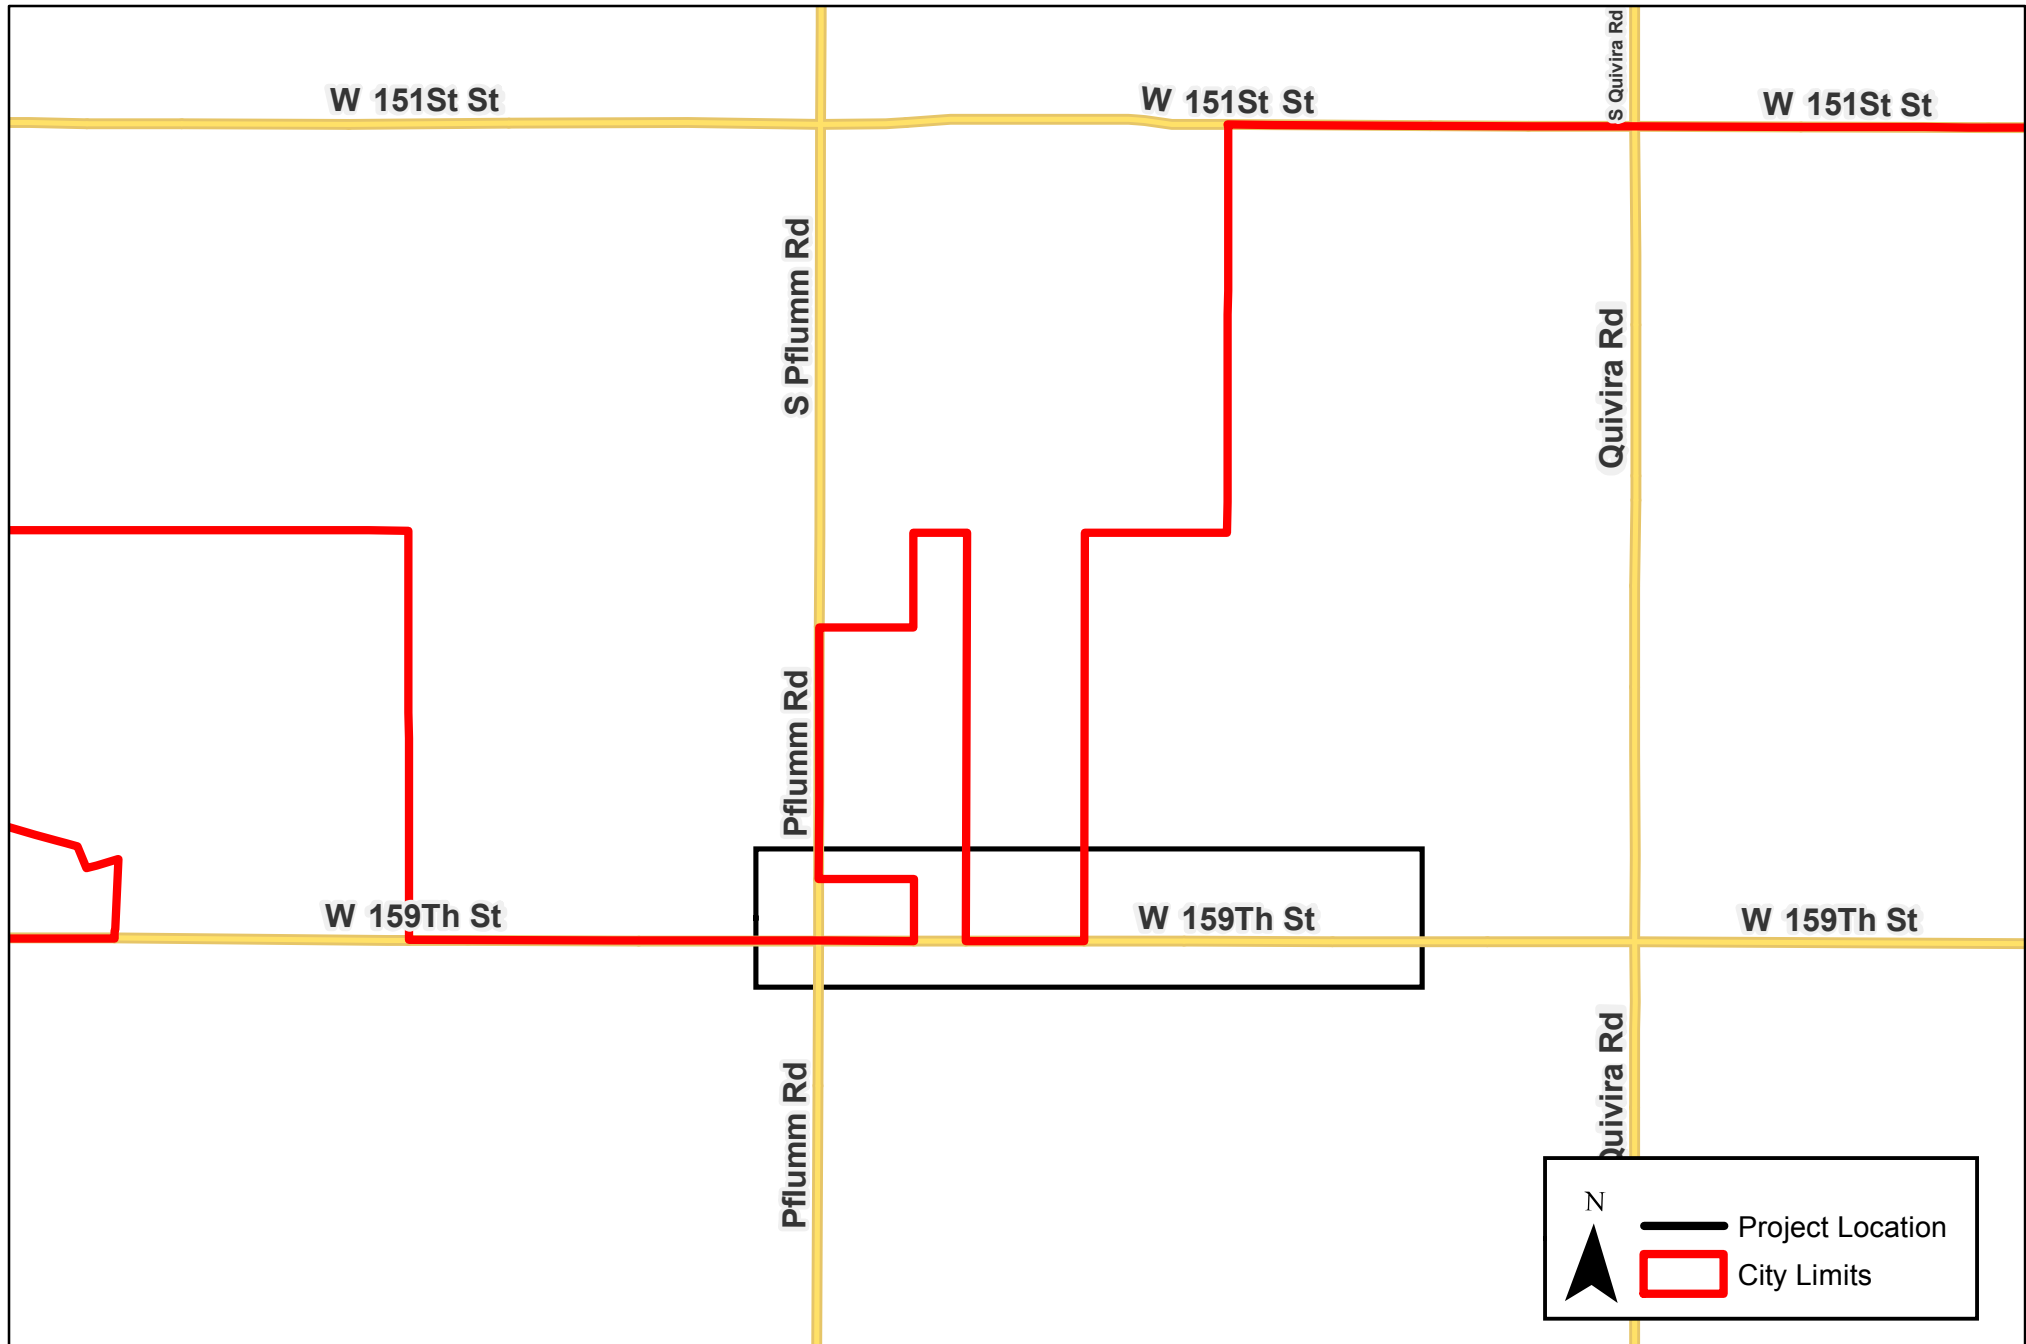 S Quivira Rd
W 151St St
W 151St St
W 151St St
S Pflumm Rd
Quivira Rd
Pflumm Rd
W 159Th St
W 159Th St
W 159Th St
Pflumm Rd
Quivira Rd
N
Project Location
City Limits